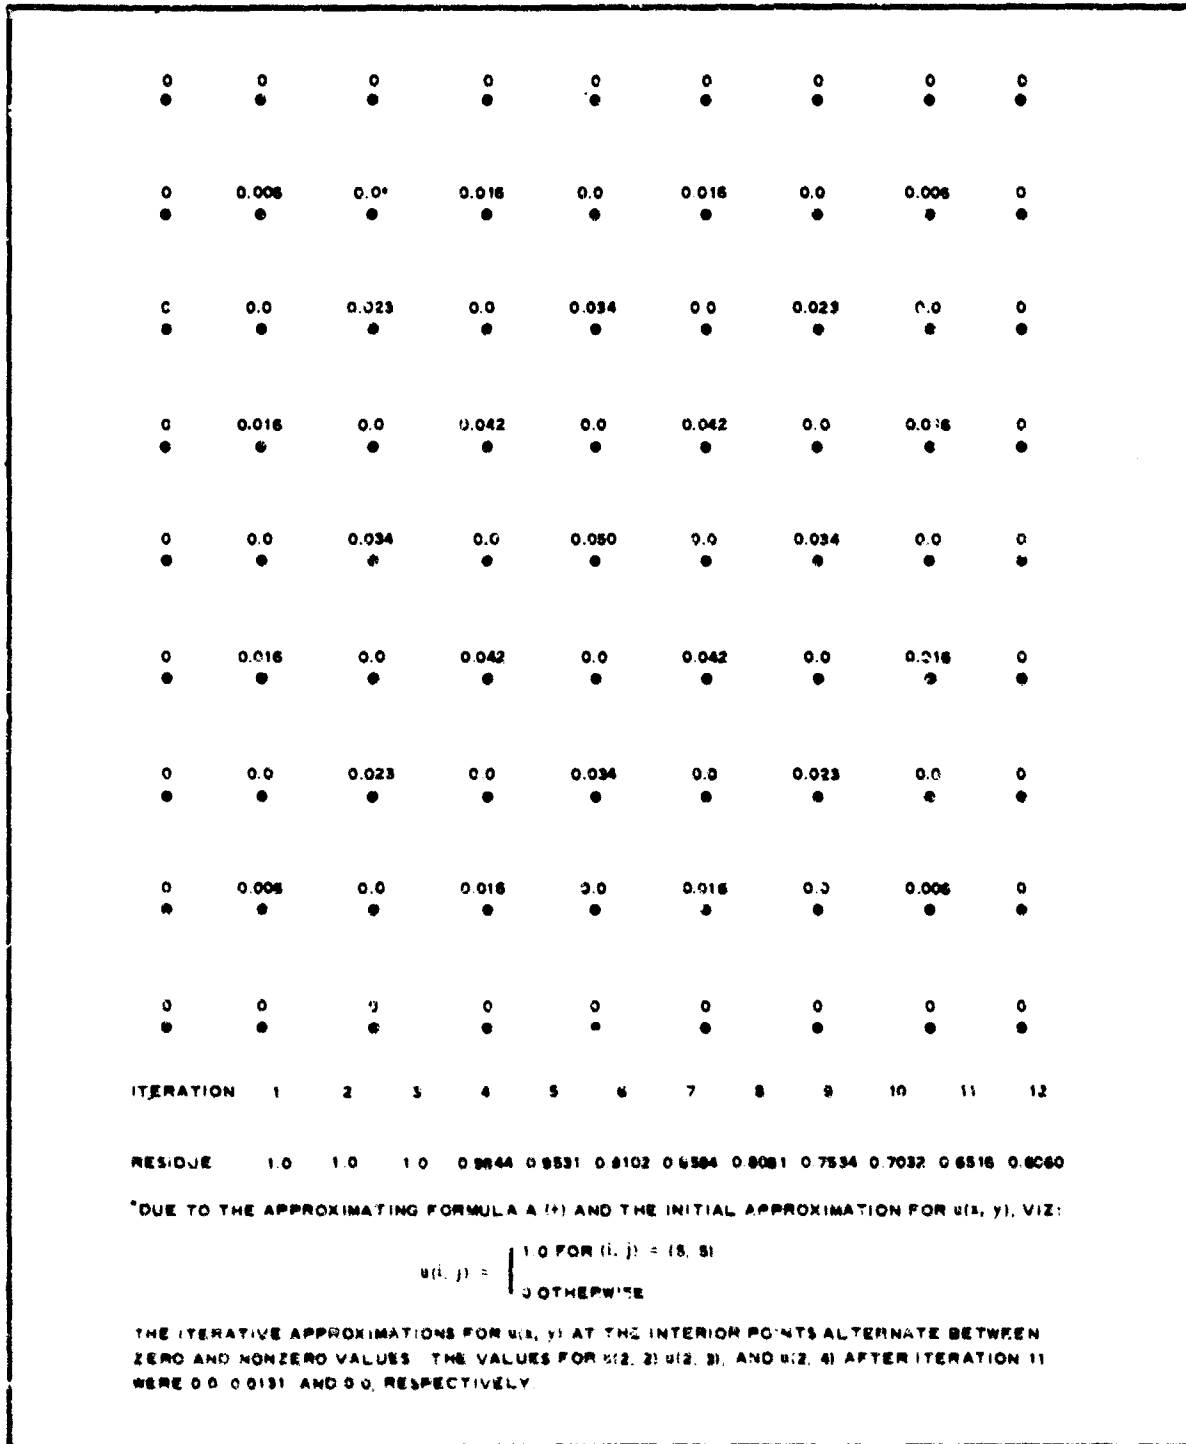 0 0 0 0 0 0 0 0 0
0 0.006 0.0* 0.016 0.0 0.016 0.0 0.006 0
0 0.0 0.023 0.0 0.034 0.0 0.023 0.0 0
0 0.016 0.0 0.042 0.0 0.042 0.0 0.016 0
0 0.0 0.034 0.0 0.050 0.0 0.034 0.0 0
0 0.016 0.0 0.042 0.0 0.042 0.0 0.016 0
0 0.0 0.023 0.0 0.034 0.0 0.023 0.0 0
0 0.006 0.0 0.016 0.0 0.016 0.0 0.006 0
0 0 0 0 0 0 0 0 0
ITERATION 1 2 3 4 5 6 7 8 9 10 11 12
RESIDUE 1.0 1.0 1.0 0.9844 0.9531 0.9102 0.8081 0.7534 0.7032 0.6516 0.6060
*DUE TO THE APPROXIMATING FORMULA A (+) AND THE INITIAL APPROXIMATION FOR u(x, y), VIZ:
1.0 FOR (i, j) = (5, 5)
u(i, j) =
0 OTHERWISE
THE ITERATIVE APPROXIMATIONS FOR u(x, y) AT THE INTERIOR POINTS ALTERNATE BETWEEN
ZERO AND NONZERO VALUES. THE VALUES FOR u(2, 2) u(2, 3), AND u(2, 4) AFTER ITERATION 11
WERE 0.0 0.0131 AND 0.0, RESPECTIVELY.